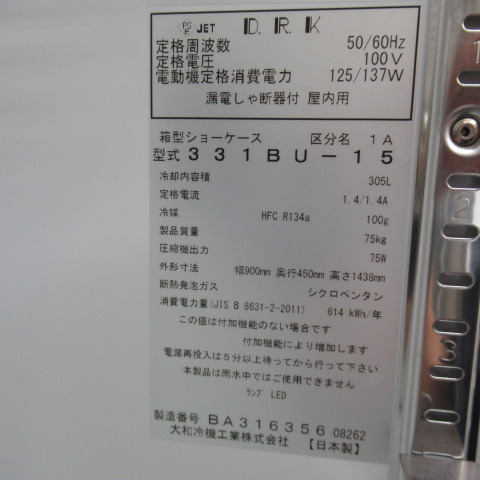 PS E JET D.R.K
定格周波数 50/60Hz
定格電圧 100V
電動機定格消費電力 125/137W
漏電しゃ断器付 屋内用
箱型ショーケース 区分名 1A
型式 331BU-15
冷却内容積 305L
定格電流 1.4/1.4A
冷媒 HFC R134a 100g
製品質量 75kg
圧縮機出力 75W
外形寸法 幅900mm 奥行450mm 高さ1438mm
断熱発泡ガス シクロペンタン
消費電力量(JIS B 8631-2-2011) 614 kWh/年
この値は付加機能のない場合です
付加機能により増加します
電源再投入は5分以上待ってから行って下さい
本製品は雨水中ではご使用できません
ランプ LED
製造番号 BA316356 08262
大和冷機工業株式会社 【日本製】
1
2
3